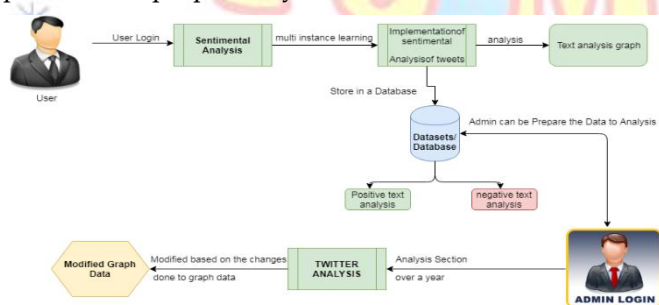 User Login
Sentimental
Analysis
multi instance learning
Implementationof
sentimental
Analysisof tweets
analysis
Text analysis graph
User
Store in a Database
Datasets/
Database
Admin can be Prepare the Data to Analysis
Positive text
analysis
negative text
analysis
Modified Graph
Data
Modified based on the changes
done to graph data
TWITTER
ANALYSIS
Analysis Section
over a year
ADMIN LOGIN